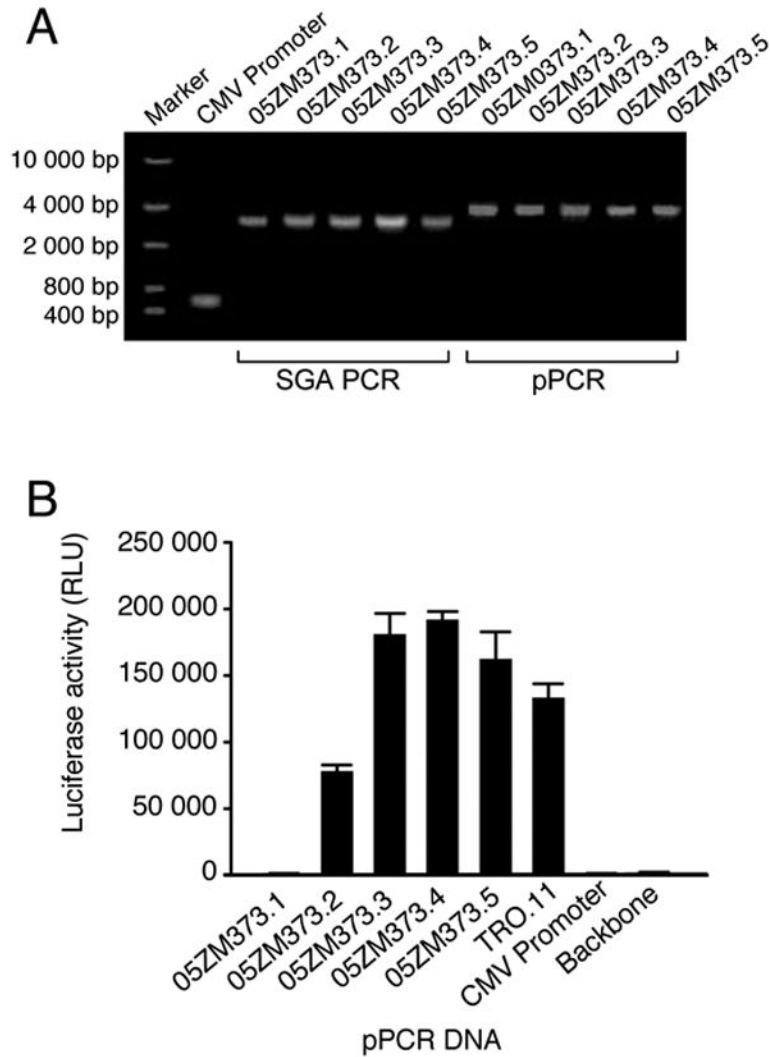 A
Marker
CMV Promoter
05ZM373.1
05ZM373.2
05ZM373.3
05ZM373.4
05ZM373.5
05ZM0373.1
05ZM373.2
05ZM373.3
05ZM373.4
05ZM373.5
10 000 bp
4 000 bp
2 000 bp
800 bp
400 bp
SGA PCR
pPCR
B
Luciferase activity (RLU)
250 000
200 000
150 000
100 000
50 000
0
05ZM373.1
05ZM373.2
05ZM373.3
05ZM373.4
05ZM373.5
TRO.11
CMV Promoter
Backbone
pPCR DNA